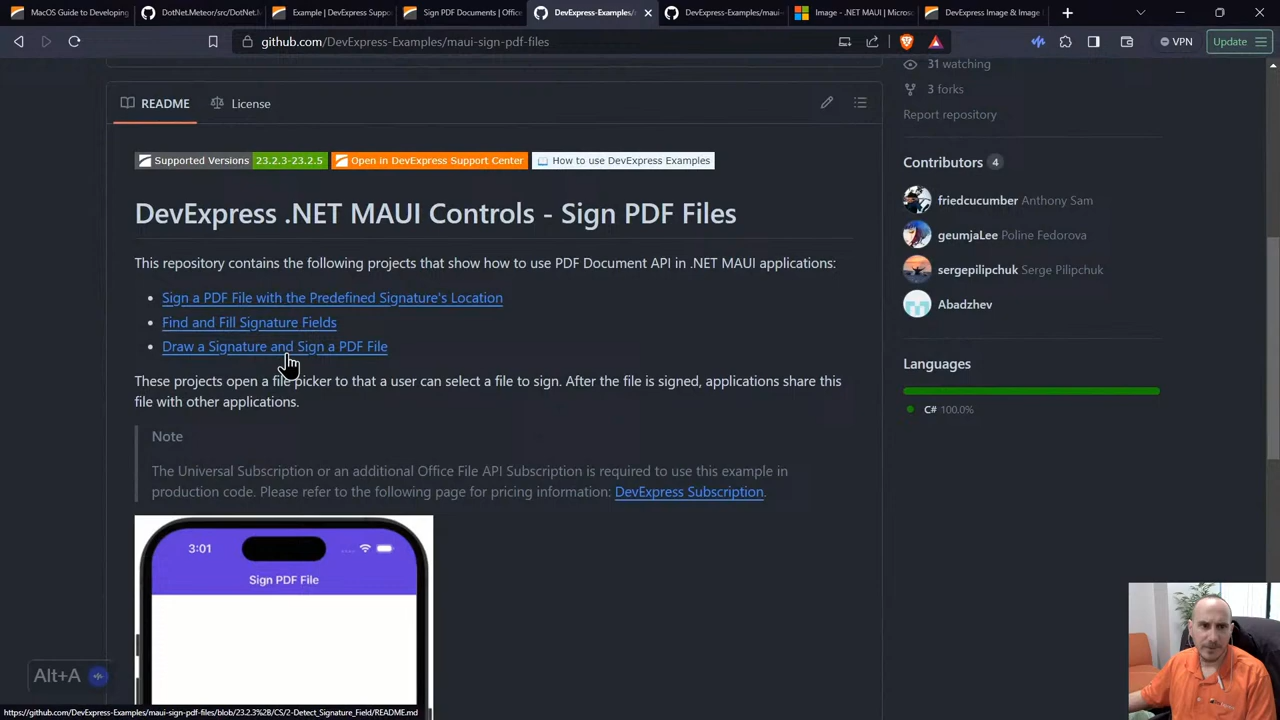 MacOS Guide to Developing
DotNet.Meteor/src/DotNet.M
Example | DevExpress Suppo
Sign PDF Documents | Office
DevExpress-Examples/m
DevExpress-Examples/maui-
Image - .NET MAUI | Microso
DevExpress Image & Image
github.com/DevExpress-Examples/maui-sign-pdf-files
VPN
Update
README
License
31 watching
3 forks
Report repository
Supported Versions 23.2.3-23.2.5
Open in DevExpress Support Center
How to use DevExpress Examples
Contributors 4
friedcucumber Anthony Sam
geumjaLee Poline Fedorova
sergepilipchuk Serge Pilipchuk
Abadzhev
DevExpress .NET MAUI Controls - Sign PDF Files
This repository contains the following projects that show how to use PDF Document API in .NET MAUI applications:
• Sign a PDF File with the Predefined Signature's Location
• Find and Fill Signature Fields
• Draw a Signature and Sign a PDF File
Languages
C# 100.0%
These projects open a file picker to that a user can select a file to sign. After the file is signed, applications share this
file with other applications.
Note
The Universal Subscription or an additional Office File API Subscription is required to use this example in
production code. Please refer to the following page for pricing information: DevExpress Subscription.
3:01
Sign PDF File
Alt+A
https://github.com/DevExpress-Examples/maui-sign-pdf-files/blob/23.2.3%2B/CS/2-Detect_Signature_Field/README.md